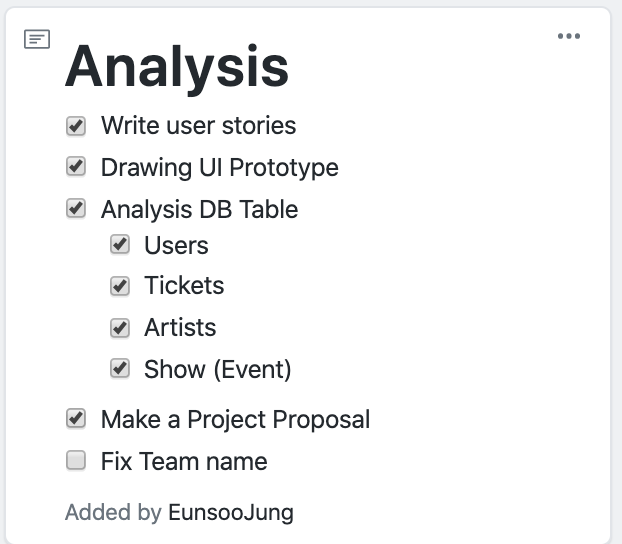 Analysis
Write user stories
Drawing UI Prototype
Analysis DB Table
Users
Tickets
Artists
Show (Event)
Make a Project Proposal
Fix Team name
Added by EunsooJung